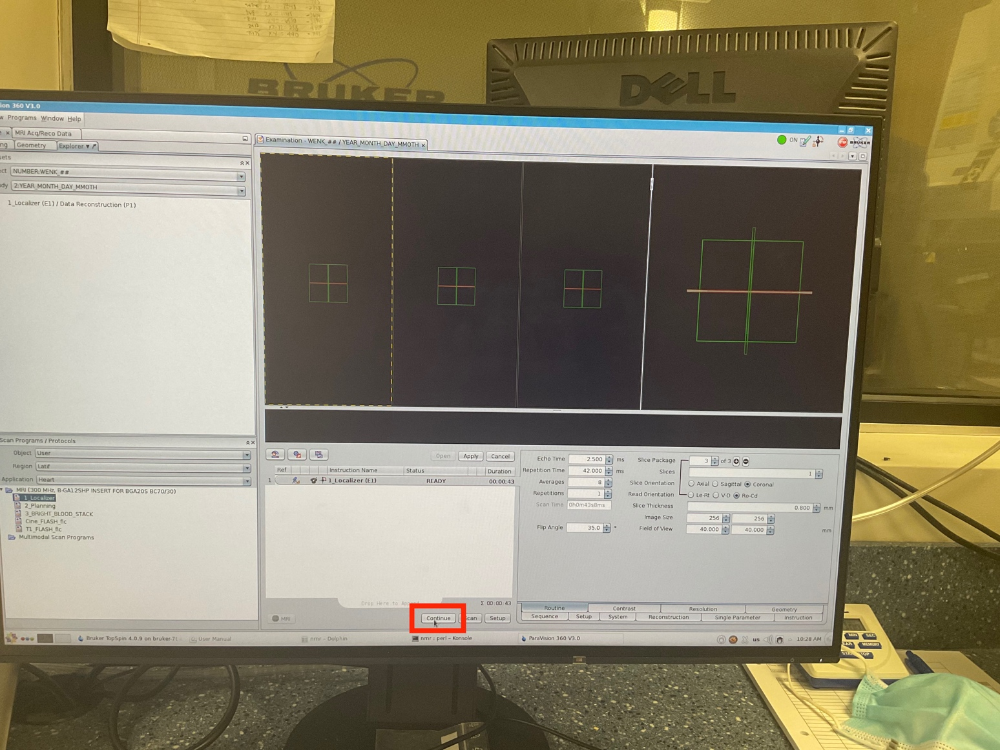 BRUKER
DELL
ion 360 V3.0
w Programs Window Help
MRI Acq/Reco Data
ng Geometry Explorer
sets
ct NUMBER:WENK_##
dy 2:YEAR_MONTH_DAY_MMOTH
1_Localizer (E1) / Data Reconstruction (P1)
Examination - WENK_## / YEAR_MONTH_DAY_MMOTH
ON
STOP
BRUKER
Scan Programs / Protocols
Object User
Region Latif
Application Heart
MRI (300 MHz, B-GA12SHP INSERT FOR BGA20S BC70/30)
1_Localizer
2_Planning
3_BRIGHT_BLOOD_STACK
Cine_FLASH_flc
T1_FLASH_flc
Multimodal Scan Programs
Open Apply Cancel
Ref Instruction Name Status Duration
1 1_Localizer (E1) READY 00:00:43
Drop Here to Append
Σ 00:00:43
MRI Continue Scan Setup
Echo Time 2.500 ms
Repetition Time 42.000 ms
Averages 8
Repetitions 1
Scan Time 0h0m43s8ms
Flip Angle 35.0 °
Slice Package 3 of 3
Slices 1
Slice Orientation Axial Sagittal Coronal
Read Orientation Le-Rt V-D Ro-Cd
Slice Thickness 0.800 mm
Image Size 256 256
Field of View 40.000 40.000 mm
Routine Contrast Resolution Geometry
Sequence Setup System Reconstruction Single Parameter Instruction
Bruker TopSpin 4.0.9 on bruker-7t User Manual nmr - Dolphin nmr : perl - Konsole ParaVision 360 V3.0 us 10:28 AM
MIN SEC
MEMORY